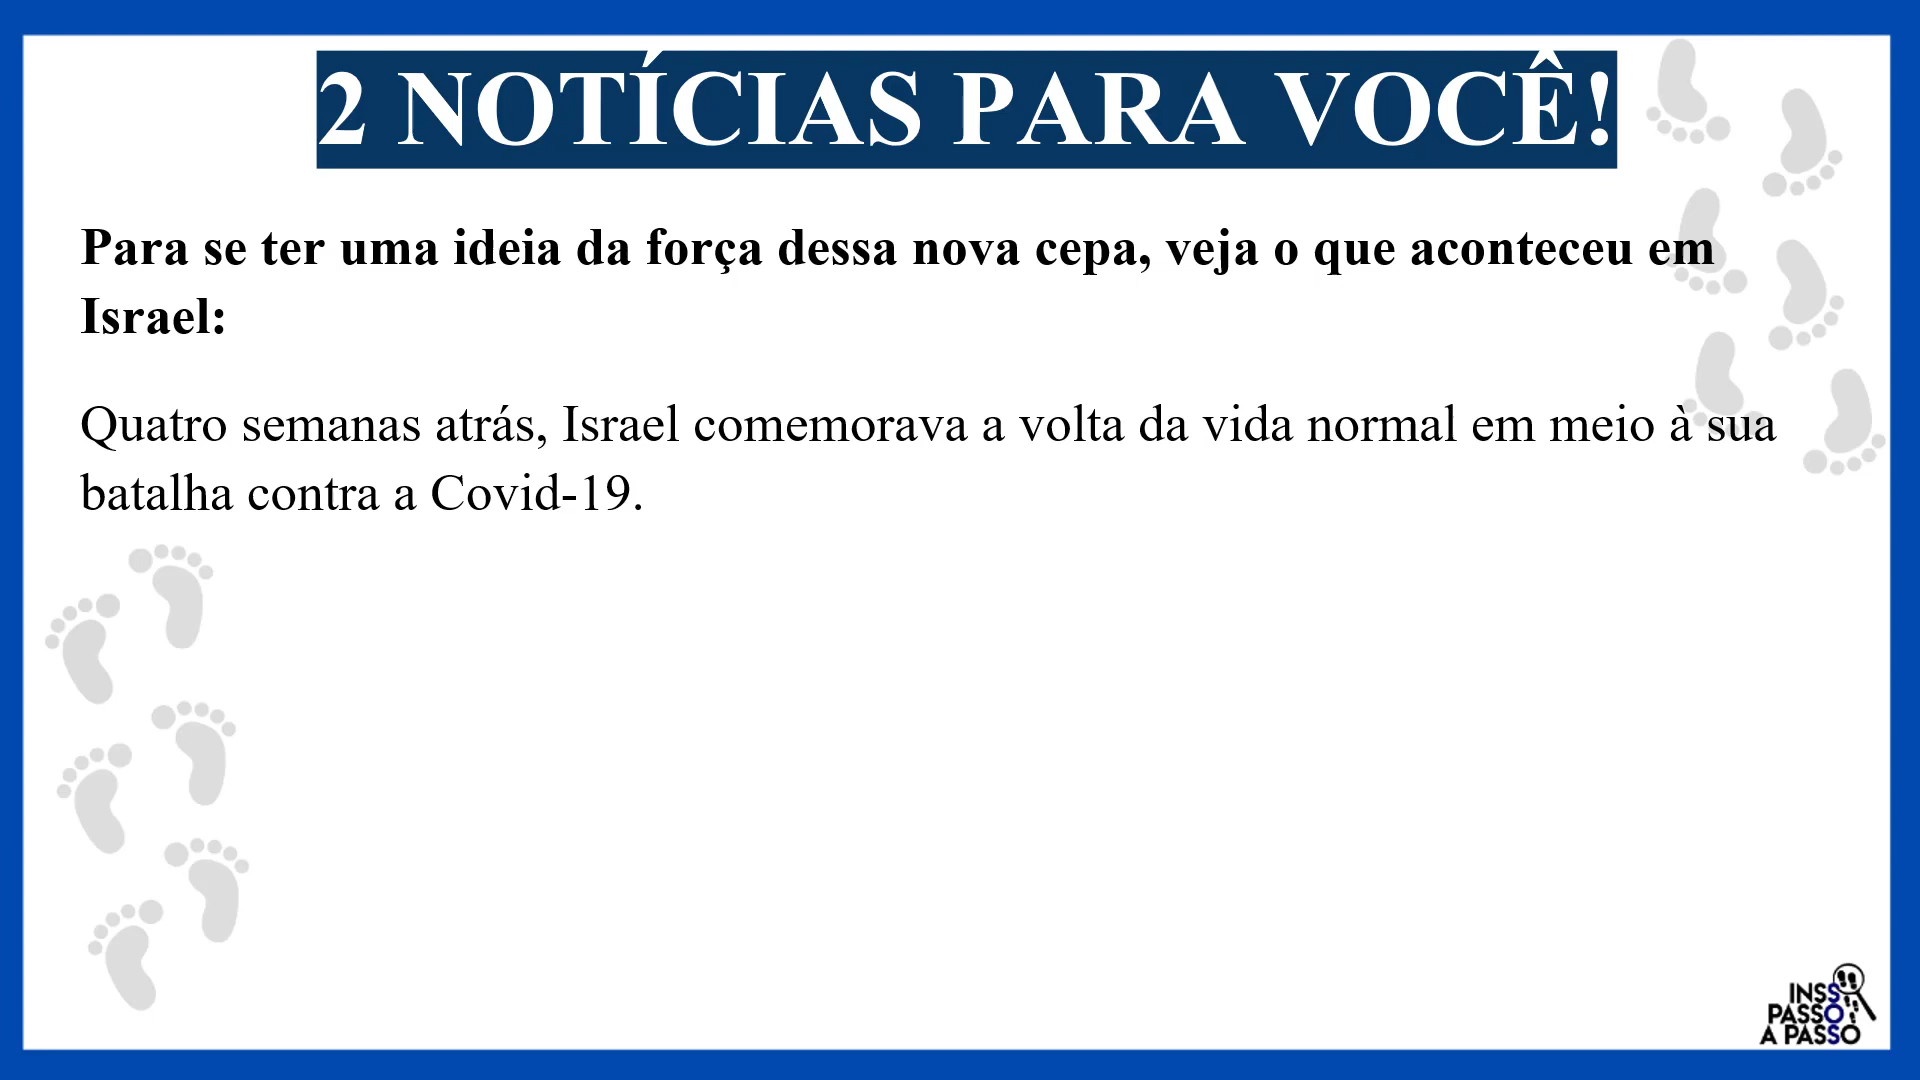 2 NOTÍCIAS PARA VOCÊ!
Para se ter uma ideia da força dessa nova cepa, veja o que aconteceu em
Israel:
Quatro semanas atrás, Israel comemorava a volta da vida normal em meio à sua
batalha contra a Covid-19.
INSS
PASSO
A PASSO